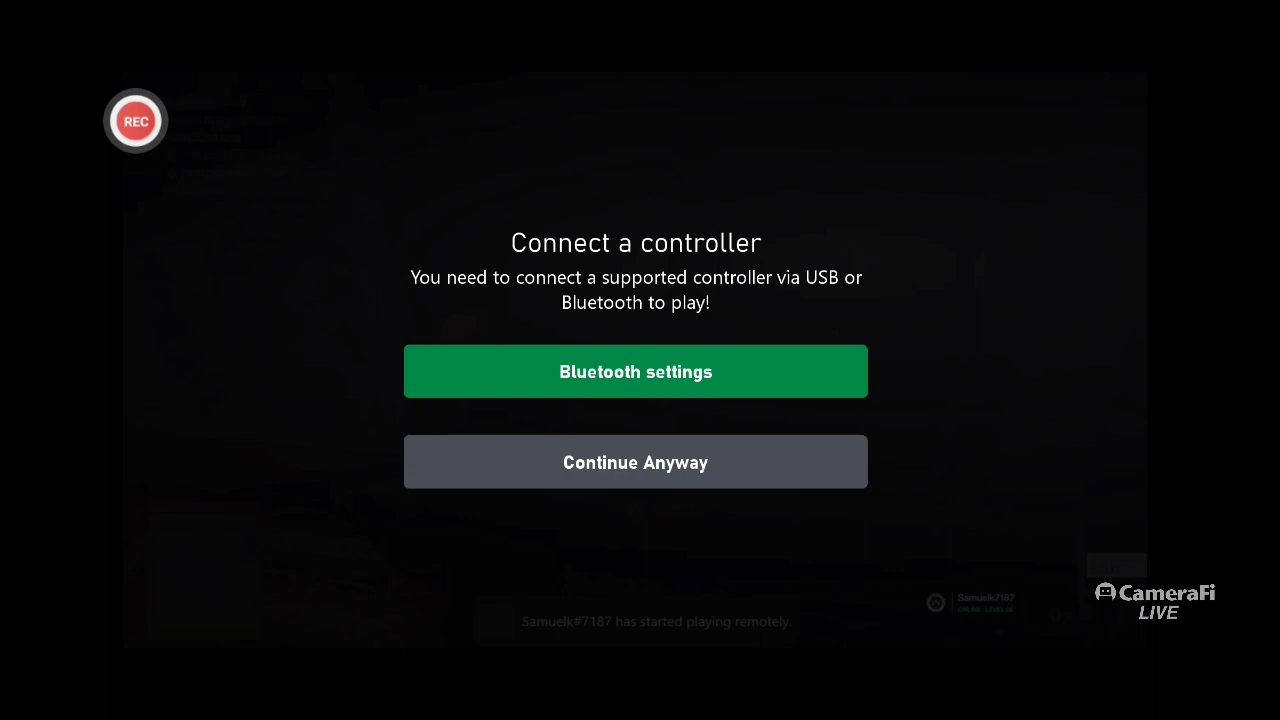 REC
Connect a controller
You need to connect a supported controller via USB or
Bluetooth to play!
Bluetooth settings
Continue Anyway
CameraFi
LIVE
Samuelk7187
Samuelk#7187 has started playing remotely.